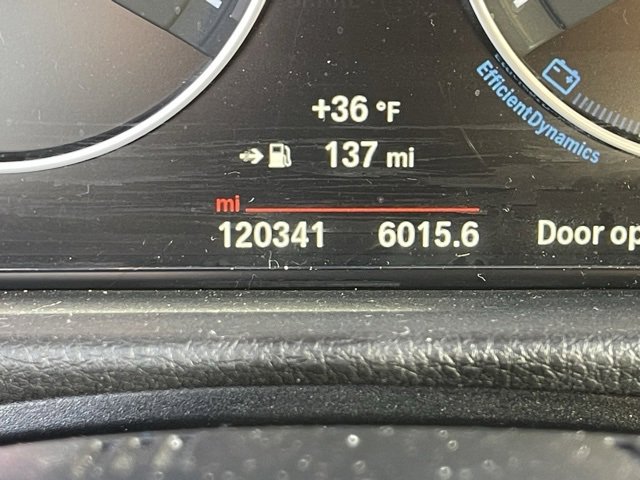 +36 °F
137 mi
EfficientDynamics
mi
120341 6015.6 Door op